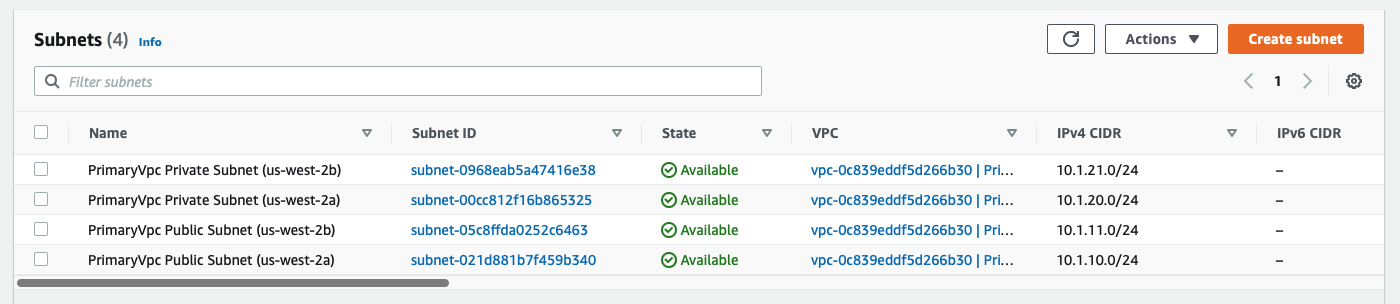 Subnets (4) Info Actions Create subnet
Filter subnets 1
Name Subnet ID State VPC IPv4 CIDR IPv6 CIDR
PrimaryVpc Private Subnet (us-west-2b) subnet-0968eab5a47416e38 Available vpc-0c839eddf5d266b30 | Pri... 10.1.21.0/24 –
PrimaryVpc Private Subnet (us-west-2a) subnet-00cc812f16b865325 Available vpc-0c839eddf5d266b30 | Pri... 10.1.20.0/24 –
PrimaryVpc Public Subnet (us-west-2b) subnet-05c8ffda0252c6463 Available vpc-0c839eddf5d266b30 | Pri... 10.1.11.0/24 –
PrimaryVpc Public Subnet (us-west-2a) subnet-021d881b7f459b340 Available vpc-0c839eddf5d266b30 | Pri... 10.1.10.0/24 –